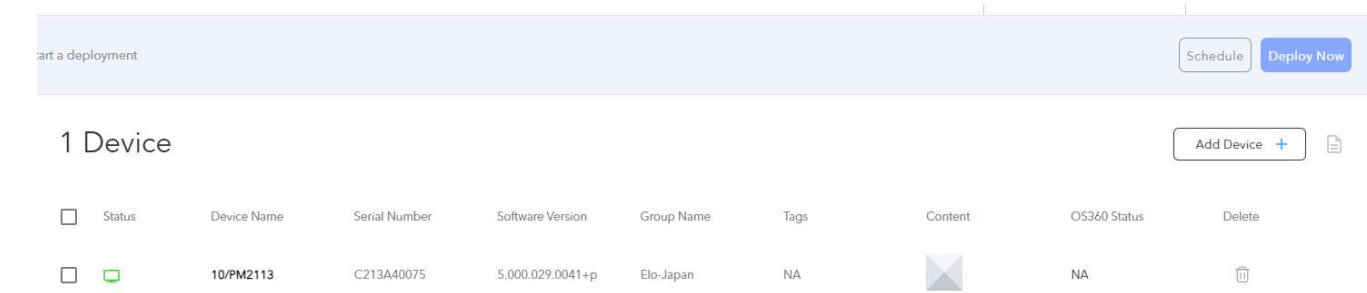 art a deployment
Schedule
Deploy Now
1 Device
Add Device +
Status Device Name Serial Number Software Version Group Name Tags Content OS360 Status Delete
10/PM2113 C213A40075 5.000.029.0041+p Elo-Japan NA NA